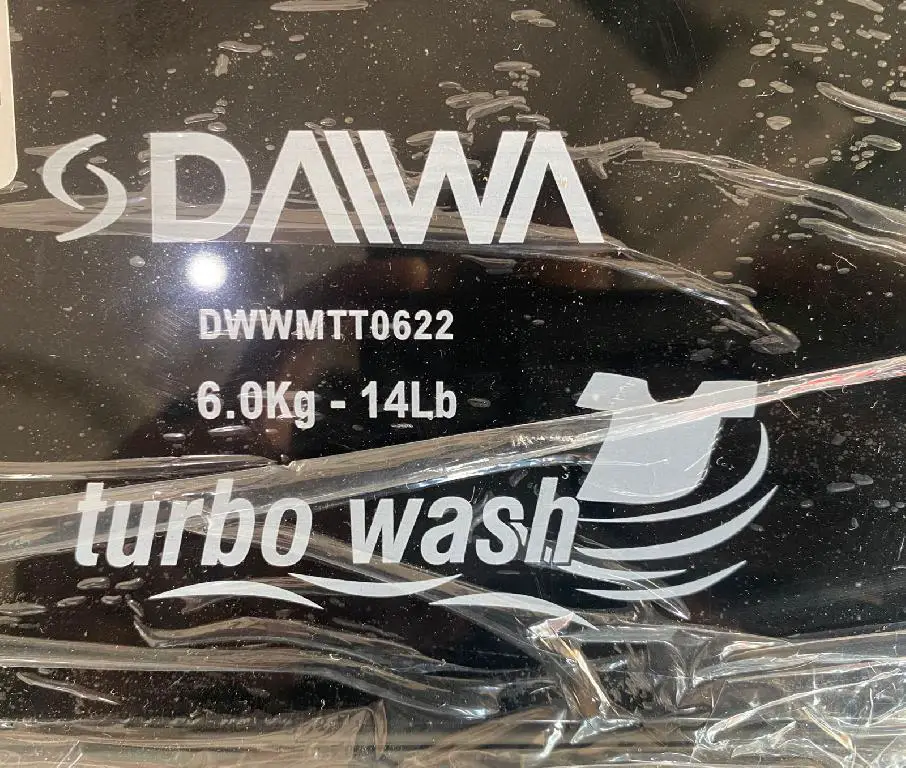 DAIWA
DWWMTT0622
6.0Kg - 14Lb
turbo wash